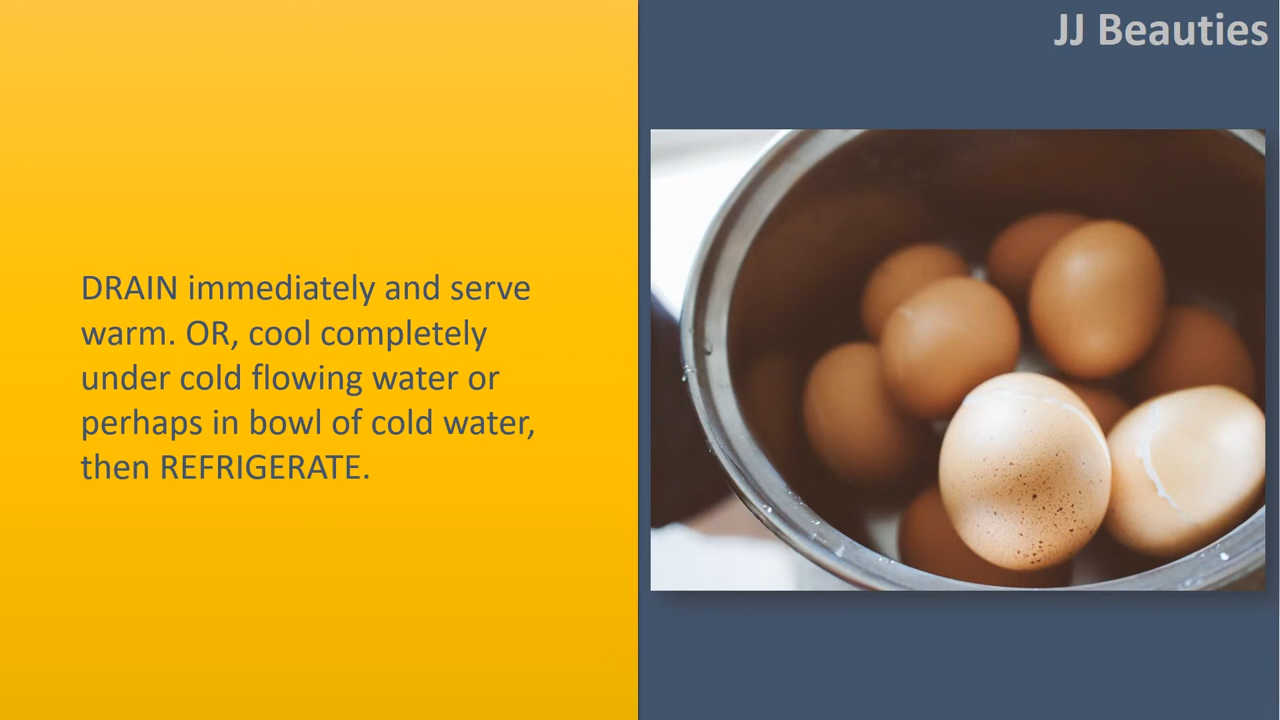 JJ Beauties
DRAIN immediately and serve
warm. OR, cool completely
under cold flowing water or
perhaps in bowl of cold water,
then REFRIGERATE.